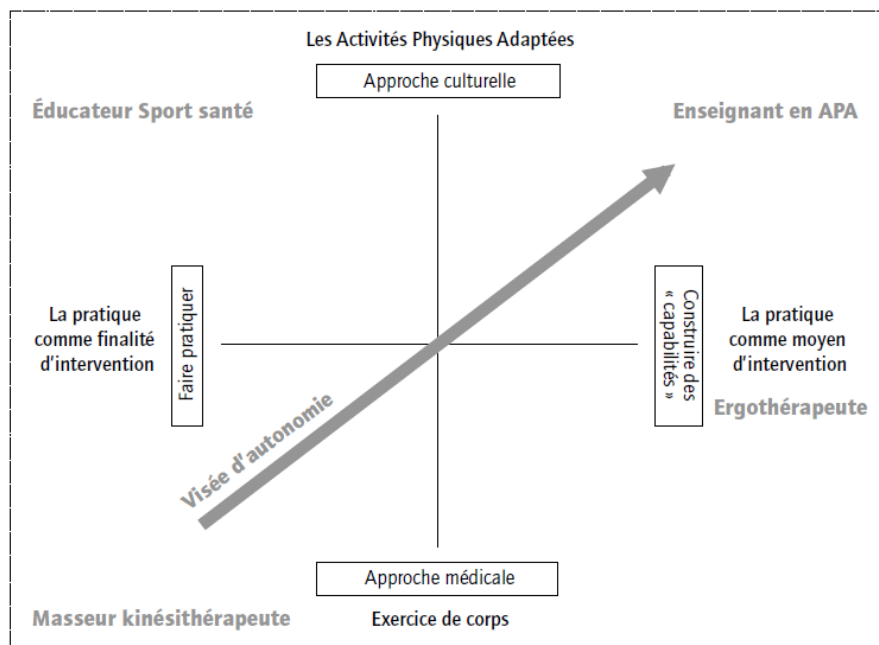 Les Activités Physiques Adaptées
Approche culturelle
Éducateur Sport santé
Enseignant en APA
La pratique
comme finalité
d'intervention
Faire pratiquer
Construire des
« capabilités »
La pratique
comme moyen
d'intervention
Ergothérapeute
Visée d'autonomie
Approche médicale
Masseur kinésithérapeute
Exercice de corps